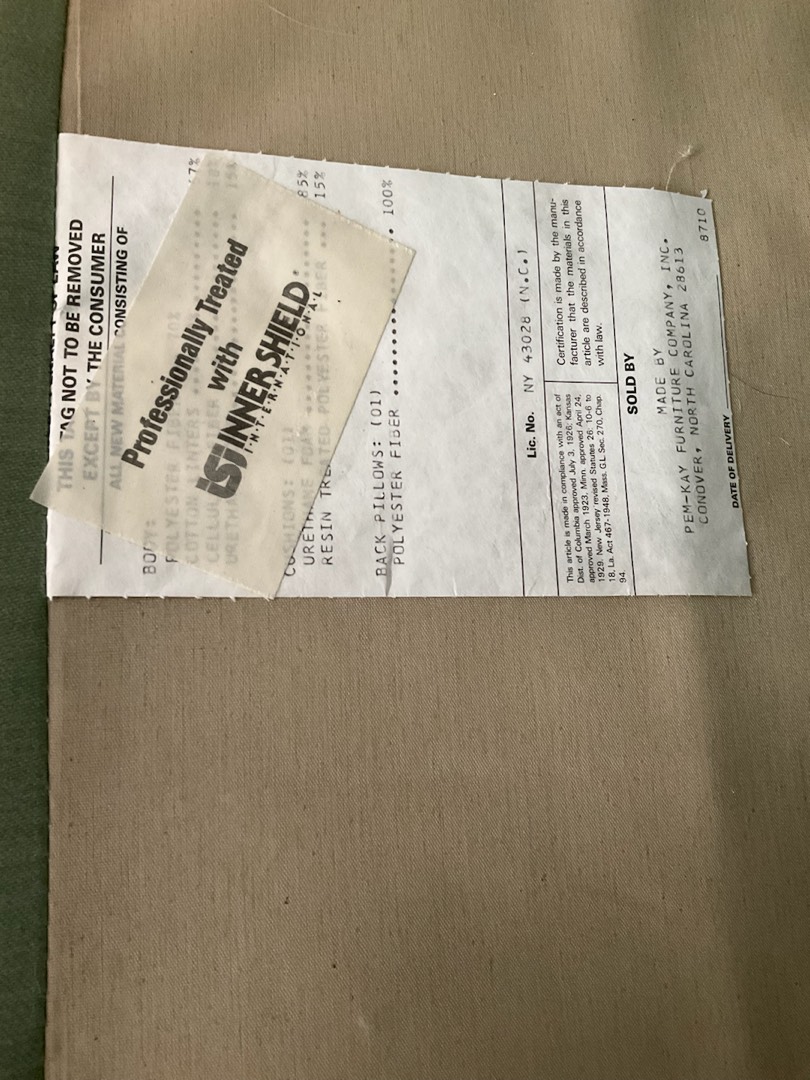 THIS TAG NOT TO BE REMOVED
EXCEPT BY THE CONSUMER
ALL NEW MATERIAL CONSISTING OF
BODY:
7%
COTTON LINTERS
Professionally Treated
with
ISI INNER SHIELD
I·N·T·E·R·N·A·T·I·O·N·A·L
85%
RESIN 15%
BACK PILLOWS: (01)
POLYESTER FIBER .......... 100%
Lic. No. NY 43028 (N.C.)
This article is made in compliance with an act of
Dist. of Columbia approved July 3, 1926; Kansas
approved March 1923, Minn. approved April 24,
1929. New Jersey revised Statutes 26: 10-6 to
18, La. Act 467-1948, Mass. G.L. Sec. 270, Chap.
94.
Certification is made by the manu-
facturer that the materials in this
article are described in accordance
with law.
SOLD BY
MADE BY
PEM-KAY FURNITURE COMPANY, INC.
CONOVER, NORTH CAROLINA 28613
8710
DATE OF DELIVERY